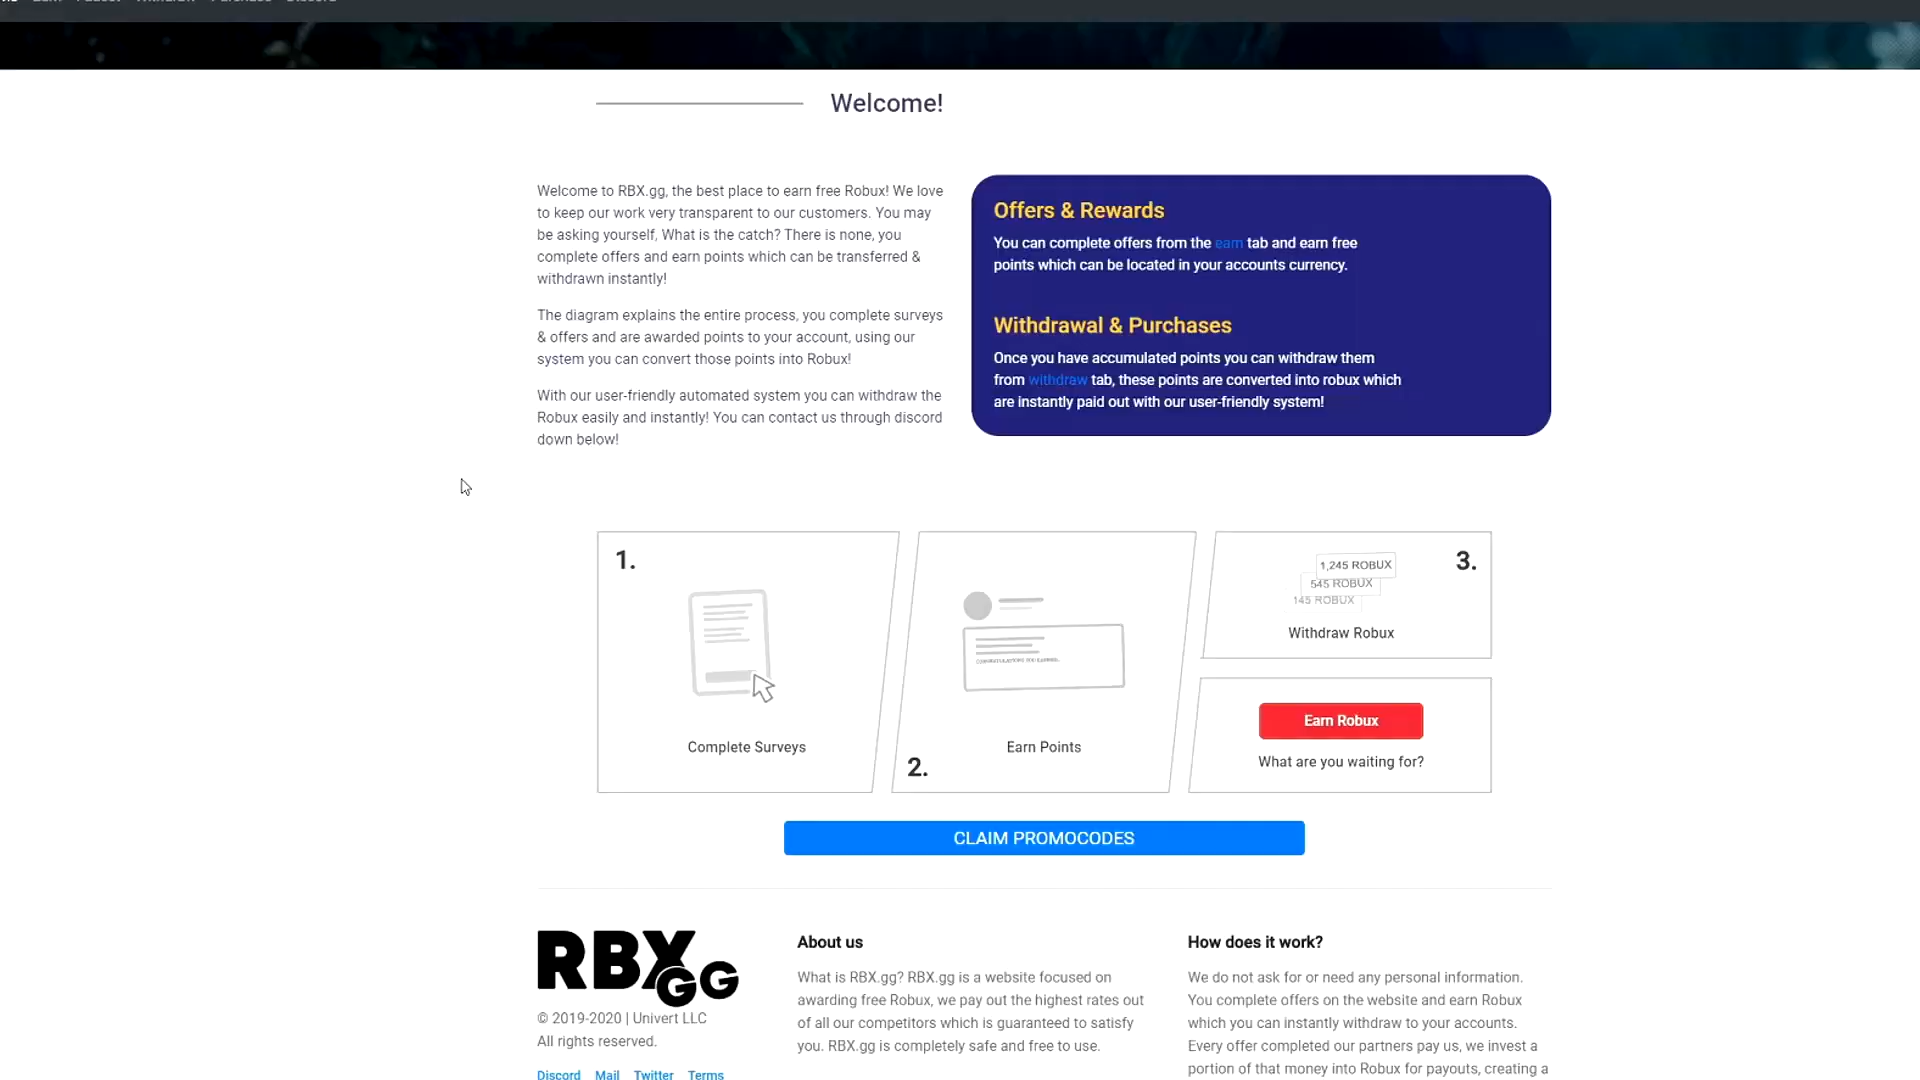 Welcome!
Welcome to RBX.gg, the best place to earn free Robux! We love
to keep our work very transparent to our customers. You may
be asking yourself, What is the catch? There is none, you
complete offers and earn points which can be transferred &
withdrawn instantly!
The diagram explains the entire process, you complete surveys
& offers and are awarded points to your account, using our
system you can convert those points into Robux!
With our user-friendly automated system you can withdraw the
Robux easily and instantly! You can contact us through discord
down below!
Offers & Rewards
You can complete offers from the earn tab and earn free
points which can be located in your accounts currency.
Withdrawal & Purchases
Once you have accumulated points you can withdraw them
from withdraw tab, these points are converted into robux which
are instantly paid out with our user-friendly system!
1.
Complete Surveys
2.
Earn Points
3.
1,245 ROBUX
545 ROBUX
145 ROBUX
Withdraw Robux
Earn Robux
What are you waiting for?
CLAIM PROMOCODES
RBX GG
© 2019-2020 | Univert LLC
All rights reserved.
Discord Mail Twitter Terms
About us
What is RBX.gg? RBX.gg is a website focused on
awarding free Robux, we pay out the highest rates out
of all our competitors which is guaranteed to satisfy
you. RBX.gg is completely safe and free to use.
How does it work?
We do not ask for or need any personal information.
You complete offers on the website and earn Robux
which you can instantly withdraw to your accounts.
Every offer completed our partners pay us, we invest a
portion of that money into Robux for payouts, creating a